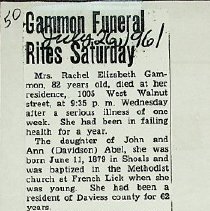 50
Gammon Funeral
Rites Saturday
July 26, 1961
Mrs. Rachel Elizabeth Gam-
mon, 82 years old, died at her
residence, 1005 West Walnut
street, at 9:35 p. m. Wednesday
after a serious illness of one
week. She had been in failing
health for a year.
The daughter of John and
Ann (Davidson) Abel, she was
born June 11, 1879 in Shoals and
was baptized in the Methodist
church at French Lick when she
was young. She had been a
resident of Daviess county for 62
years.